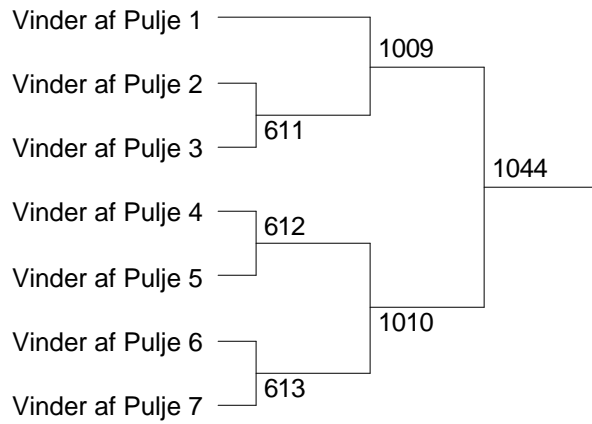 Vinder af Pulje 1
1009
Vinder af Pulje 2
611
Vinder af Pulje 3
1044
Vinder af Pulje 4
612
Vinder af Pulje 5
1010
Vinder af Pulje 6
613
Vinder af Pulje 7